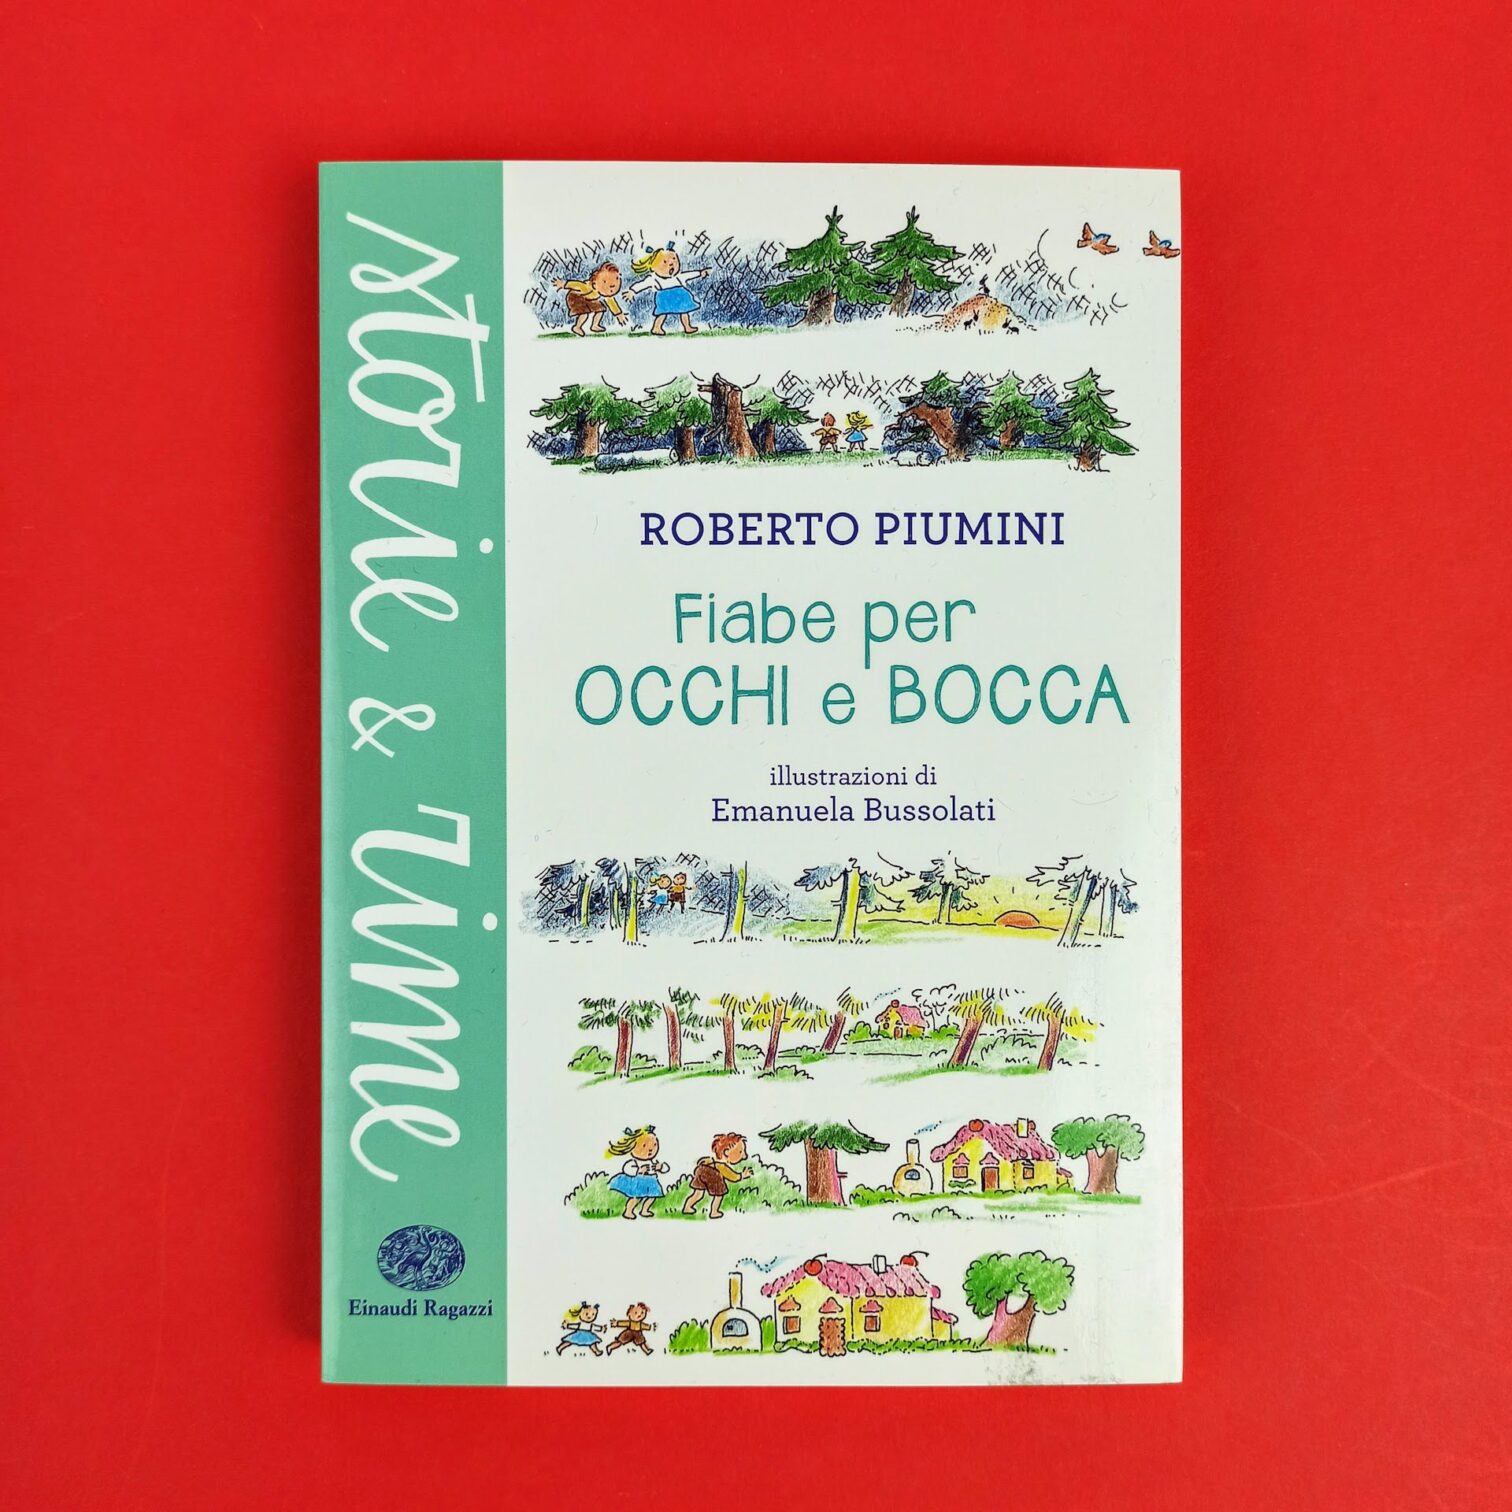 storie & rime
ROBERTO PIUMINI
Fiabe per
OCCHI e BOCCA
illustrazioni di
Emanuela Bussolati
Einaudi Ragazzi